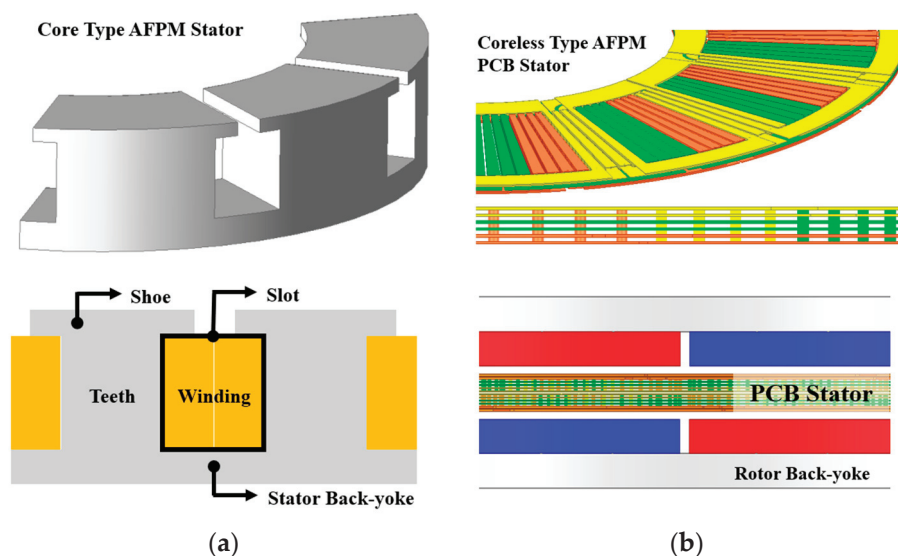 Core Type AFPM Stator
Coreless Type AFPM
PCB Stator
Shoe
Slot
Teeth
Winding
Stator Back-yoke
PCB Stator
Rotor Back-yoke
(a)
(b)